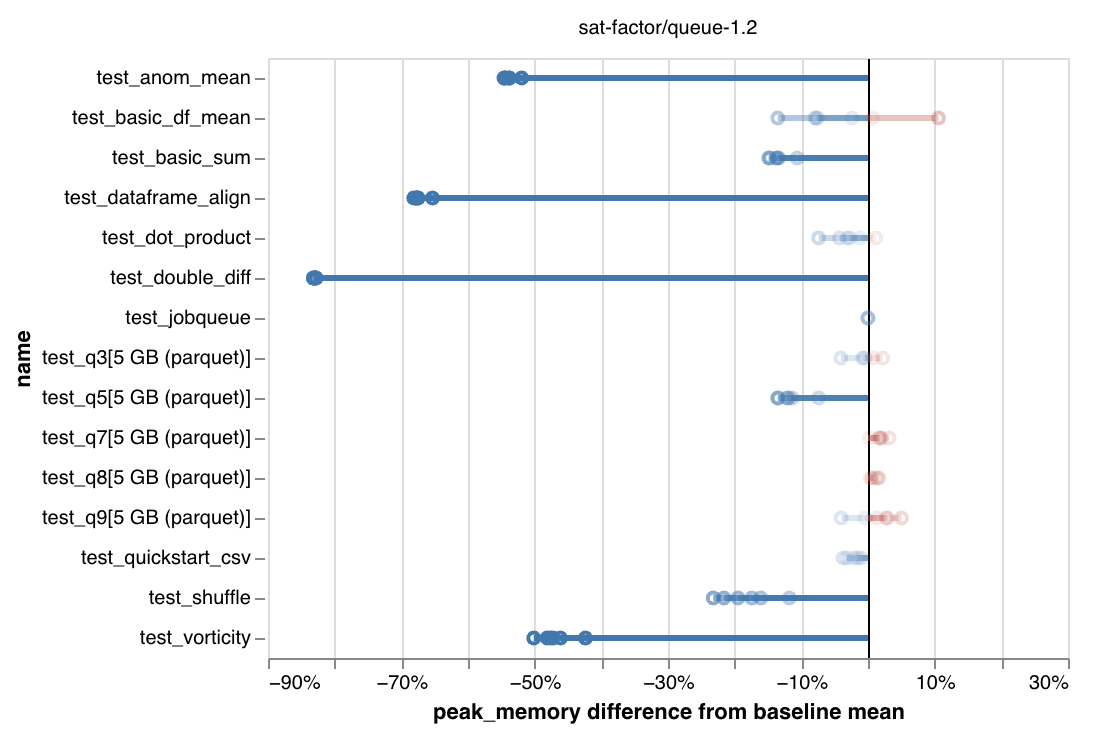 sat-factor/queue-1.2
test_anom_mean
test_basic_df_mean
test_basic_sum
test_dataframe_align
test_dot_product
test_double_diff
test_jobqueue
test_q3[5 GB (parquet)]
test_q5[5 GB (parquet)]
test_q7[5 GB (parquet)]
test_q8[5 GB (parquet)]
test_q9[5 GB (parquet)]
test_quickstart_csv
test_shuffle
test_vorticity
name
−90% −70% −50% −30% −10% 10% 30%
peak_memory difference from baseline mean